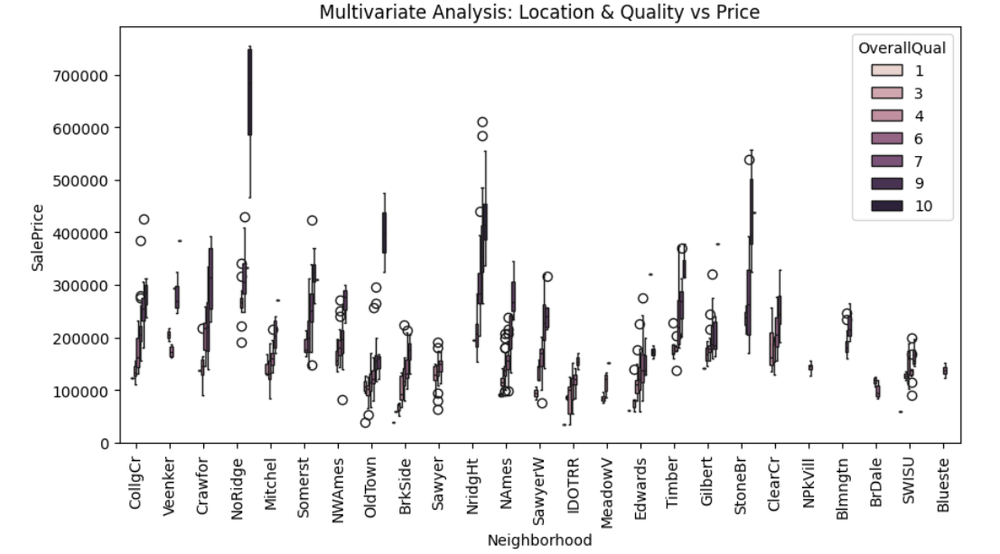 Multivariate Analysis: Location & Quality vs Price
OverallQual
1
3
4
6
7
9
10
700000
600000
500000
400000
300000
200000
100000
0
SalePrice
CollgCr
Veenker
Crawfor
NoRidge
Mitchel
Somerst
NWAmes
OldTown
BrkSide
Sawyer
NridgHt
NAmes
SawyerW
IDOTRR
MeadowV
Edwards
Timber
Gilbert
StoneBr
ClearCr
NPkVill
Blmngtn
BrDale
SWISU
Blueste
Neighborhood